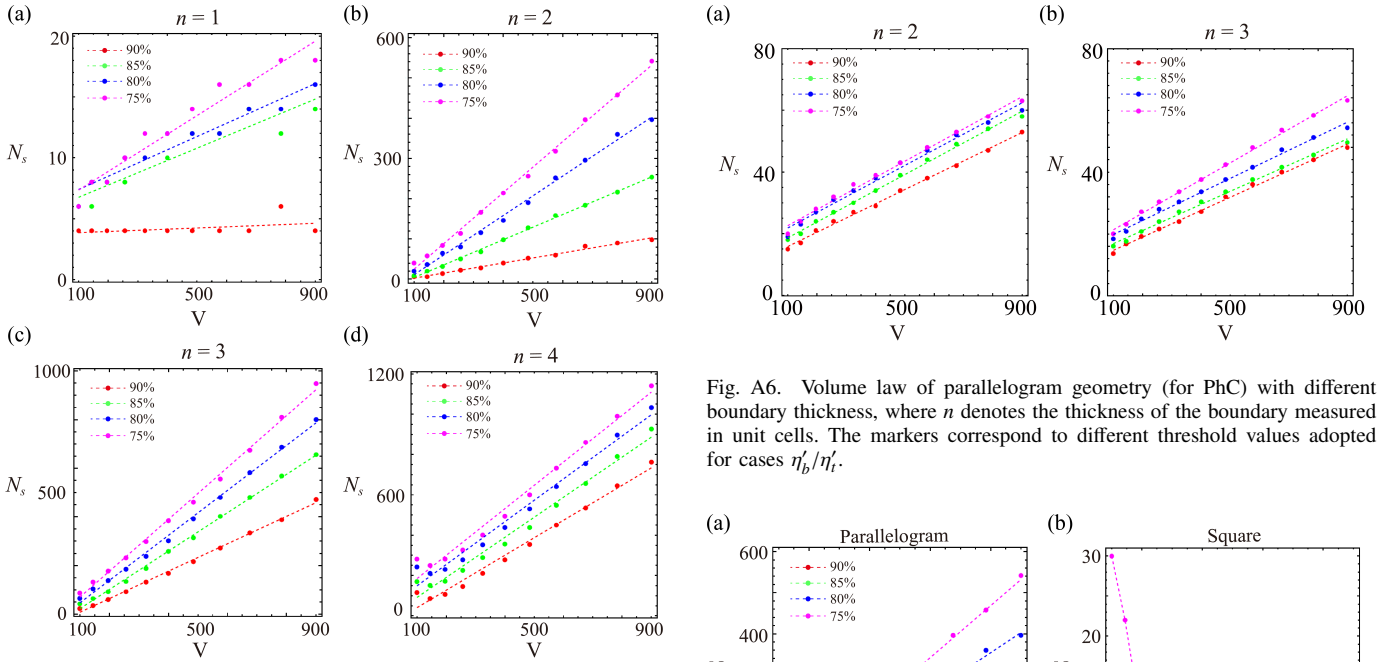 (a)
n = 1
20
10
0
N_s
90%
85%
80%
75%
100
500
900
V
(b)
n = 2
600
300
0
90%
85%
80%
75%
100
500
900
V
(c)
n = 3
1000
500
0
N_s
90%
85%
80%
75%
100
500
900
V
(d)
n = 4
1200
600
0
90%
85%
80%
75%
100
500
900
V
(a)
n = 2
80
40
0
N_s
90%
85%
80%
75%
100
500
900
V
(b)
n = 3
80
40
0
N_s
90%
85%
80%
75%
100
500
900
V
Fig. A6. Volume law of parallelogram geometry (for PhC) with different
boundary thickness, where n denotes the thickness of the boundary measured
in unit cells. The markers correspond to different threshold values adopted
for cases η′_b/η′_t.
(a)
Parallelogram
600
400
90%
85%
80%
75%
(b)
Square
30
20